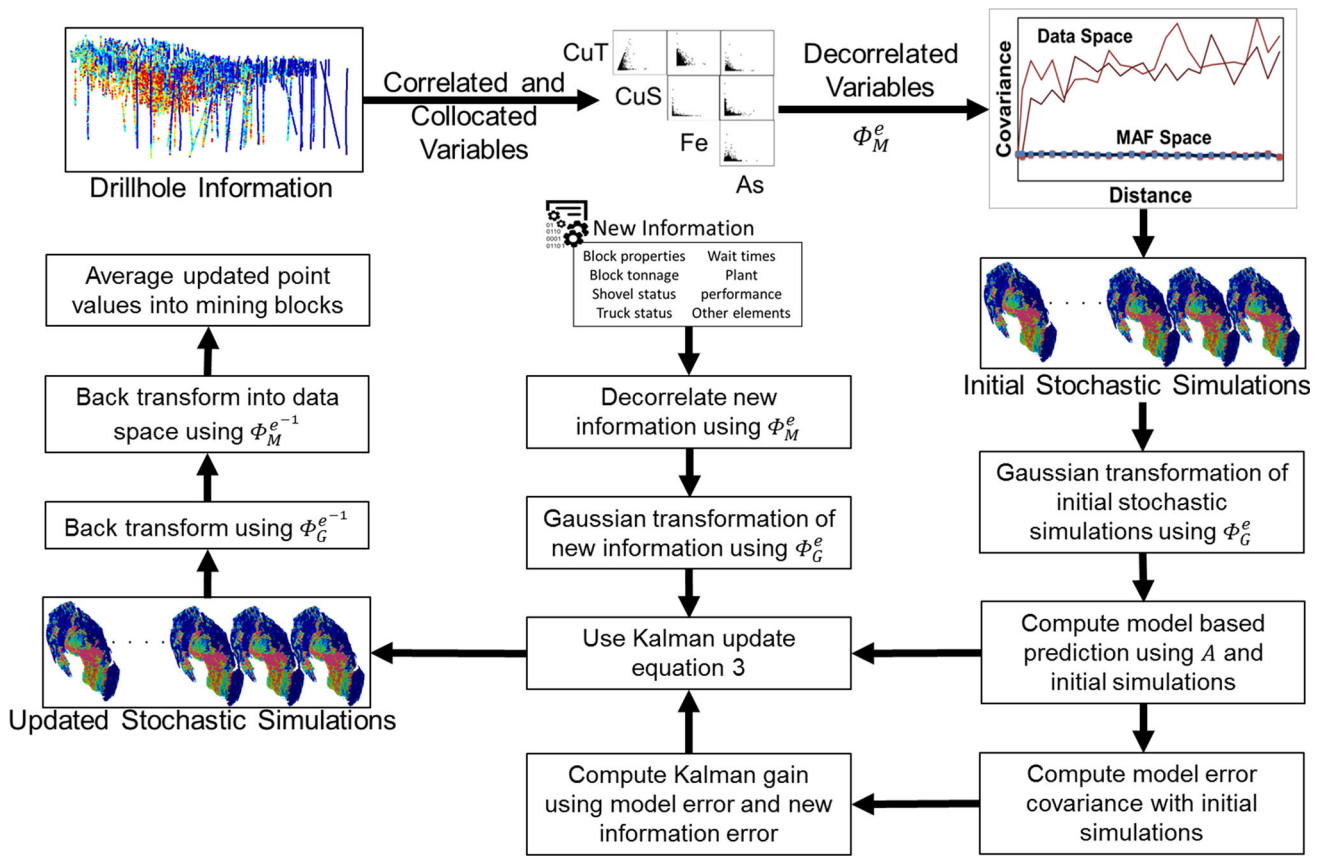 Drillhole Information
Correlated and
Collocated
Variables
CuT
CuS
Fe
As
Decorrelated
Variables
Φ_M^e
Covariance
Data Space
MAF Space
Distance
Initial Stochastic Simulations
Gaussian transformation of
initial stochastic
simulations using Φ_G^e
Compute model based
prediction using A and
initial simulations
Compute model error
covariance with initial
simulations
01
0110
0001
01101
New Information
Block properties
Block tonnage
Shovel status
Truck status
Wait times
Plant
performance
Other elements
Decorrelate new
information using Φ_M^e
Gaussian transformation of
new information using Φ_G^e
Use Kalman update
equation 3
Compute Kalman gain
using model error and new
information error
Updated Stochastic Simulations
Back transform using Φ_G^{e^{-1}}
Back transform into data
space using Φ_M^{e^{-1}}
Average updated point
values into mining blocks